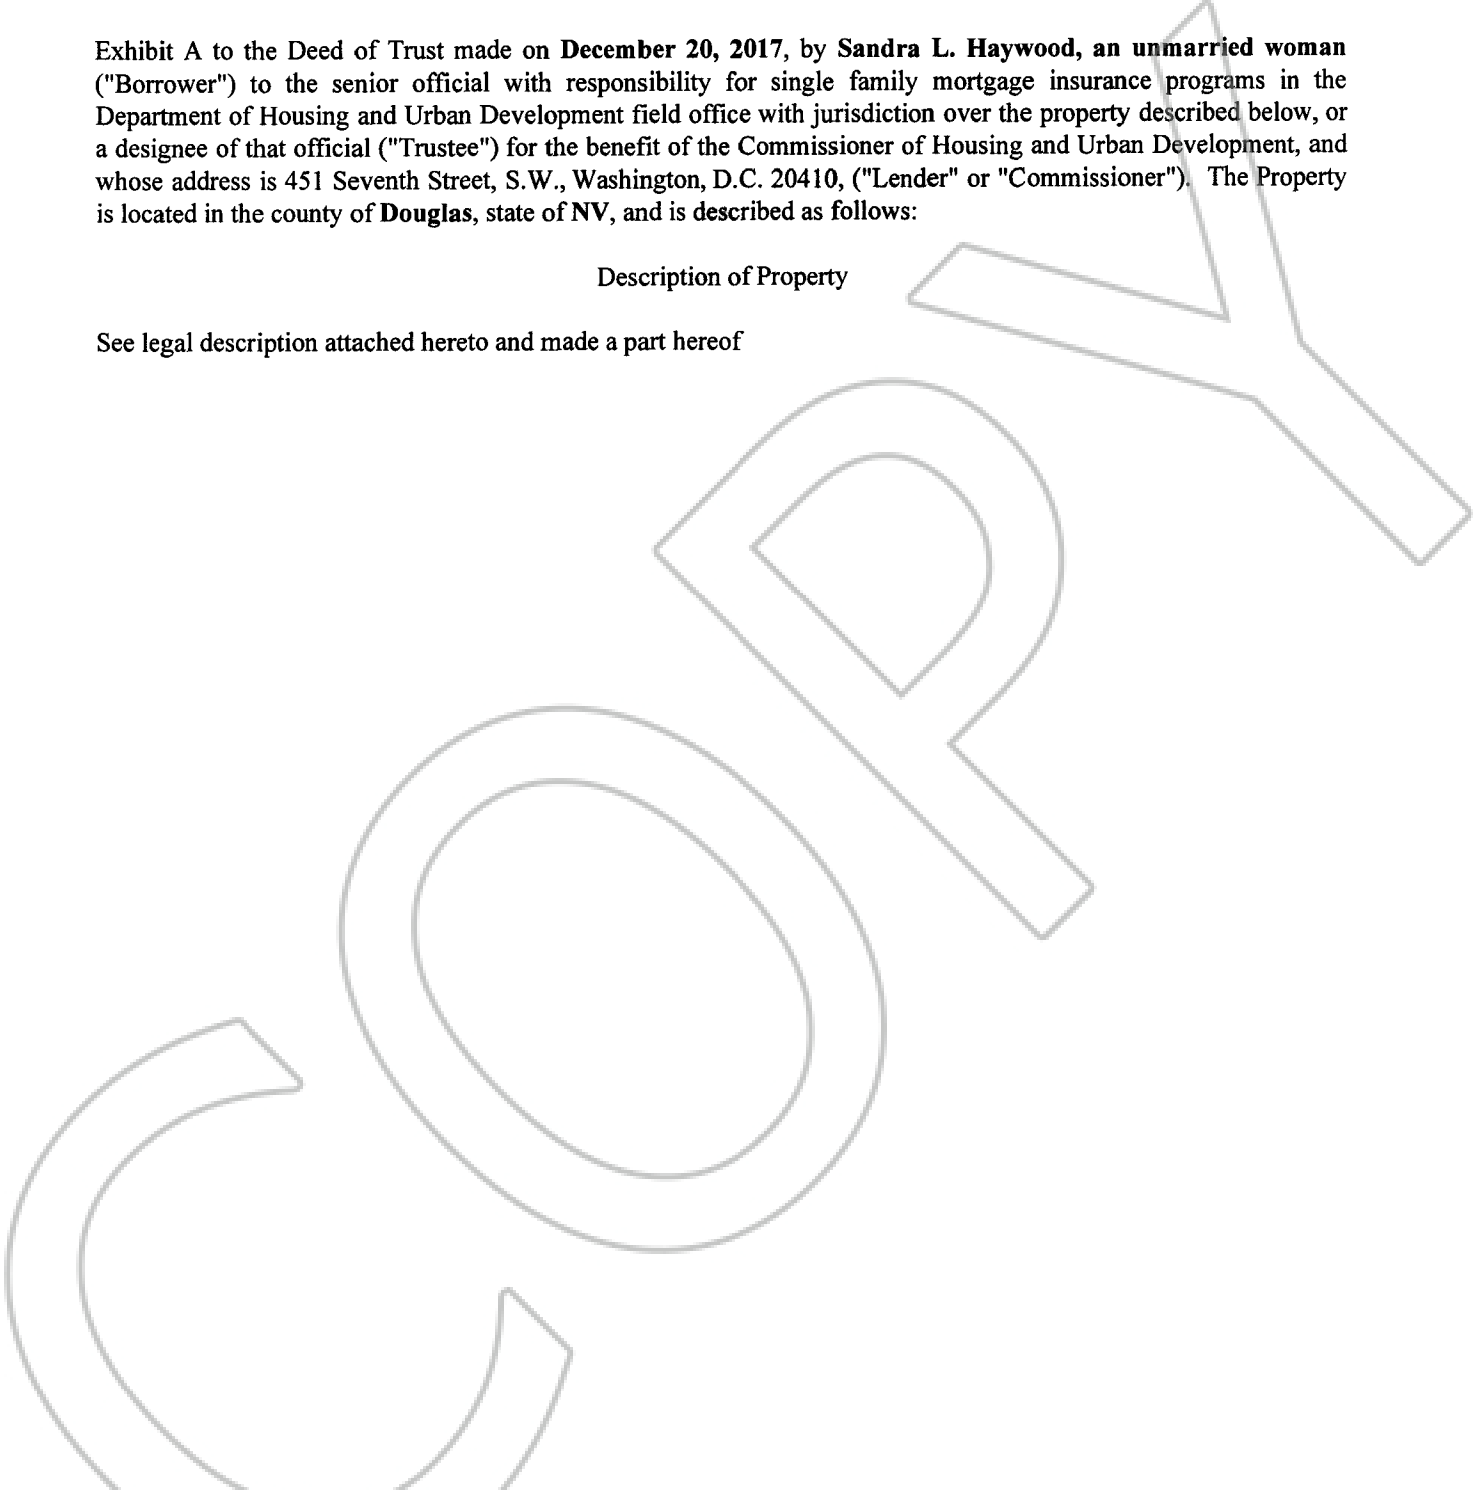 Exhibit A to the Deed of Trust made on December 20, 2017, by Sandra L. Haywood, an unmarried woman
("Borrower") to the senior official with responsibility for single family mortgage insurance programs in the
Department of Housing and Urban Development field office with jurisdiction over the property described below, or
a designee of that official ("Trustee") for the benefit of the Commissioner of Housing and Urban Development, and
whose address is 451 Seventh Street, S.W., Washington, D.C. 20410, ("Lender" or "Commissioner"). The Property
is located in the county of Douglas, state of NV, and is described as follows:
Description of Property
See legal description attached hereto and made a part hereof
COPY